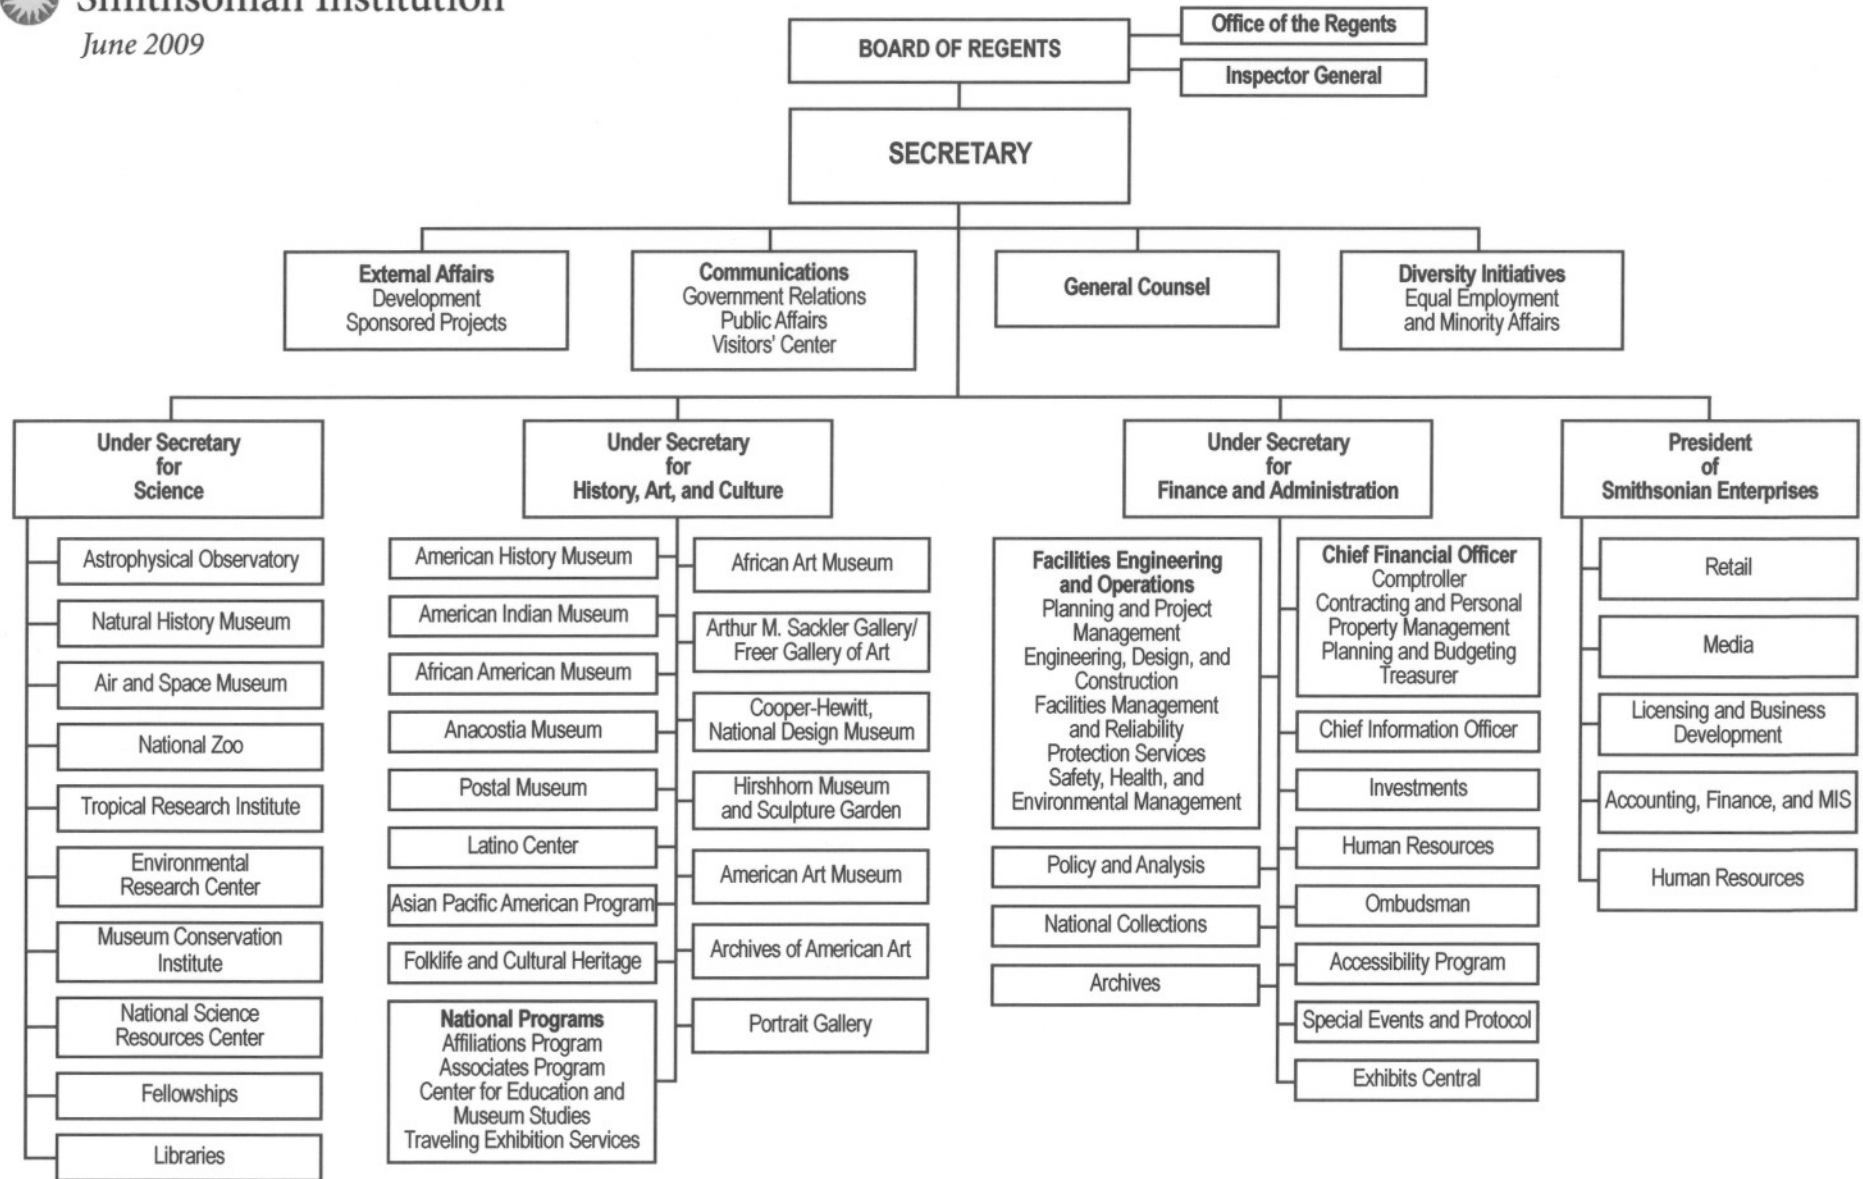 Smithsonian Institution
June 2009
BOARD OF REGENTS
Office of the Regents
Inspector General
SECRETARY
External Affairs
Development
Sponsored Projects
Communications
Government Relations
Public Affairs
Visitors' Center
General Counsel
Diversity Initiatives
Equal Employment
and Minority Affairs
Under Secretary
for
Science
Astrophysical Observatory
Natural History Museum
Air and Space Museum
National Zoo
Tropical Research Institute
Environmental
Research Center
Museum Conservation
Institute
National Science
Resources Center
Fellowships
Libraries
Under Secretary
for
History, Art, and Culture
American History Museum
American Indian Museum
African American Museum
Anacostia Museum
Postal Museum
Latino Center
Asian Pacific American Program
Folklife and Cultural Heritage
National Programs
Affiliations Program
Associates Program
Center for Education and
Museum Studies
Traveling Exhibition Services
African Art Museum
Arthur M. Sackler Gallery/
Freer Gallery of Art
Cooper-Hewitt,
National Design Museum
Hirshhorn Museum
and Sculpture Garden
American Art Museum
Archives of American Art
Portrait Gallery
Under Secretary
for
Finance and Administration
Facilities Engineering
and Operations
Planning and Project
Management
Engineering, Design, and
Construction
Facilities Management
and Reliability
Protection Services
Safety, Health, and
Environmental Management
Policy and Analysis
National Collections
Archives
Chief Financial Officer
Comptroller
Contracting and Personal
Property Management
Planning and Budgeting
Treasurer
Chief Information Officer
Investments
Human Resources
Ombudsman
Accessibility Program
Special Events and Protocol
Exhibits Central
President
of
Smithsonian Enterprises
Retail
Media
Licensing and Business
Development
Accounting, Finance, and MIS
Human Resources